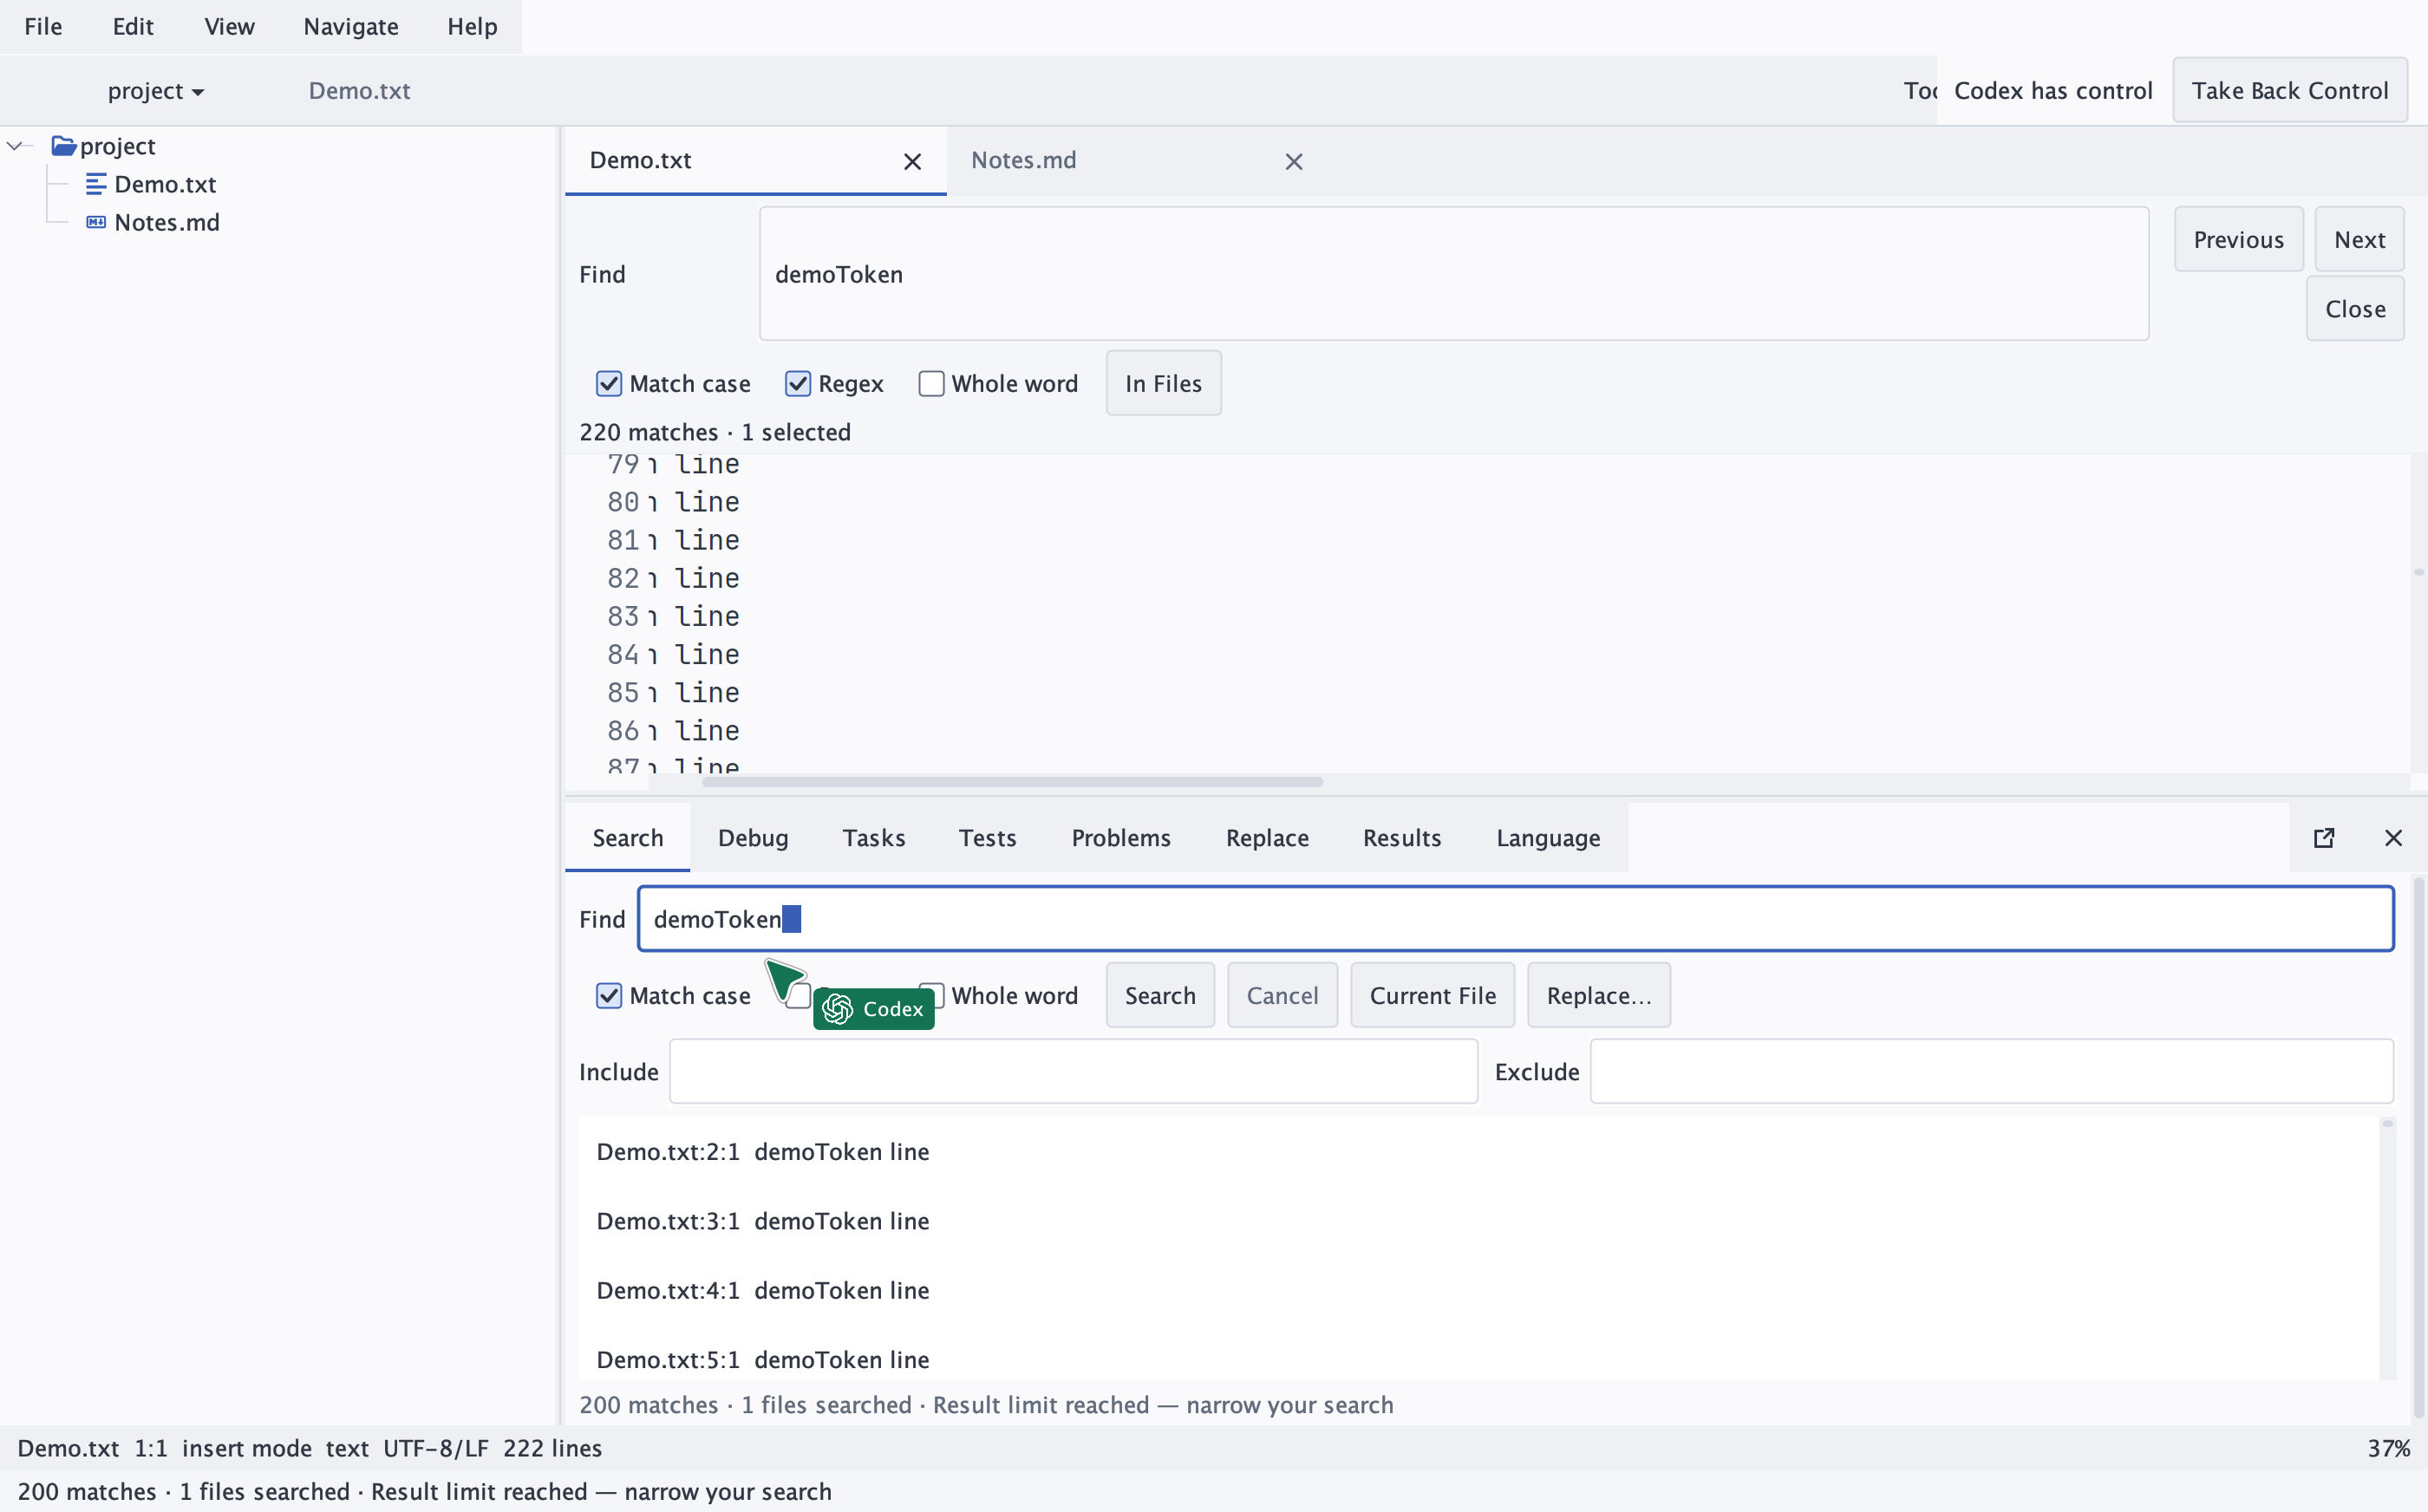 File Edit View Navigate Help
project Demo.txt Codex has control Take Back Control
project
Demo.txt
Notes.md
Demo.txt Notes.md
Find demoToken Previous Next
Close
Match case Regex Whole word In Files
220 matches · 1 selected
79 line
80 line
81 line
82 line
83 line
84 line
85 line
86 line
87 line
Search Debug Tasks Tests Problems Replace Results Language
Find demoToken
Match case Codex Whole word Search Cancel Current File Replace...
Include Exclude
Demo.txt:2:1 demoToken line
Demo.txt:3:1 demoToken line
Demo.txt:4:1 demoToken line
Demo.txt:5:1 demoToken line
200 matches · 1 files searched · Result limit reached — narrow your search
Demo.txt 1:1 insert mode text UTF-8/LF 222 lines 37%
200 matches · 1 files searched · Result limit reached — narrow your search